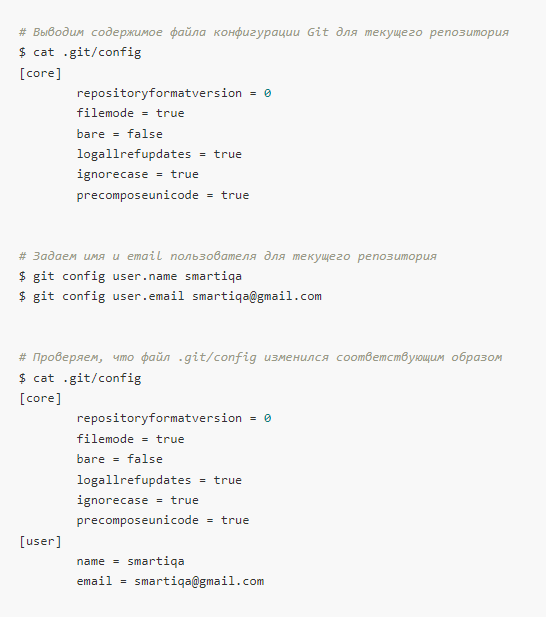 # Выводим содержимое файла конфигурации Git для текущего репозитория
$ cat .git/config
[core]
        repositoryformatversion = 0
        filemode = true
        bare = false
        logallrefupdates = true
        ignorecase = true
        precomposeunicode = true
# Задаем имя и email пользователя для текущего репозитория
$ git config user.name smartiqa
$ git config user.email smartiqa@gmail.com
# Проверяем, что файл .git/config изменился соответствующим образом
$ cat .git/config
[core]
        repositoryformatversion = 0
        filemode = true
        bare = false
        logallrefupdates = true
        ignorecase = true
        precomposeunicode = true
[user]
        name = smartiqa
        email = smartiqa@gmail.com